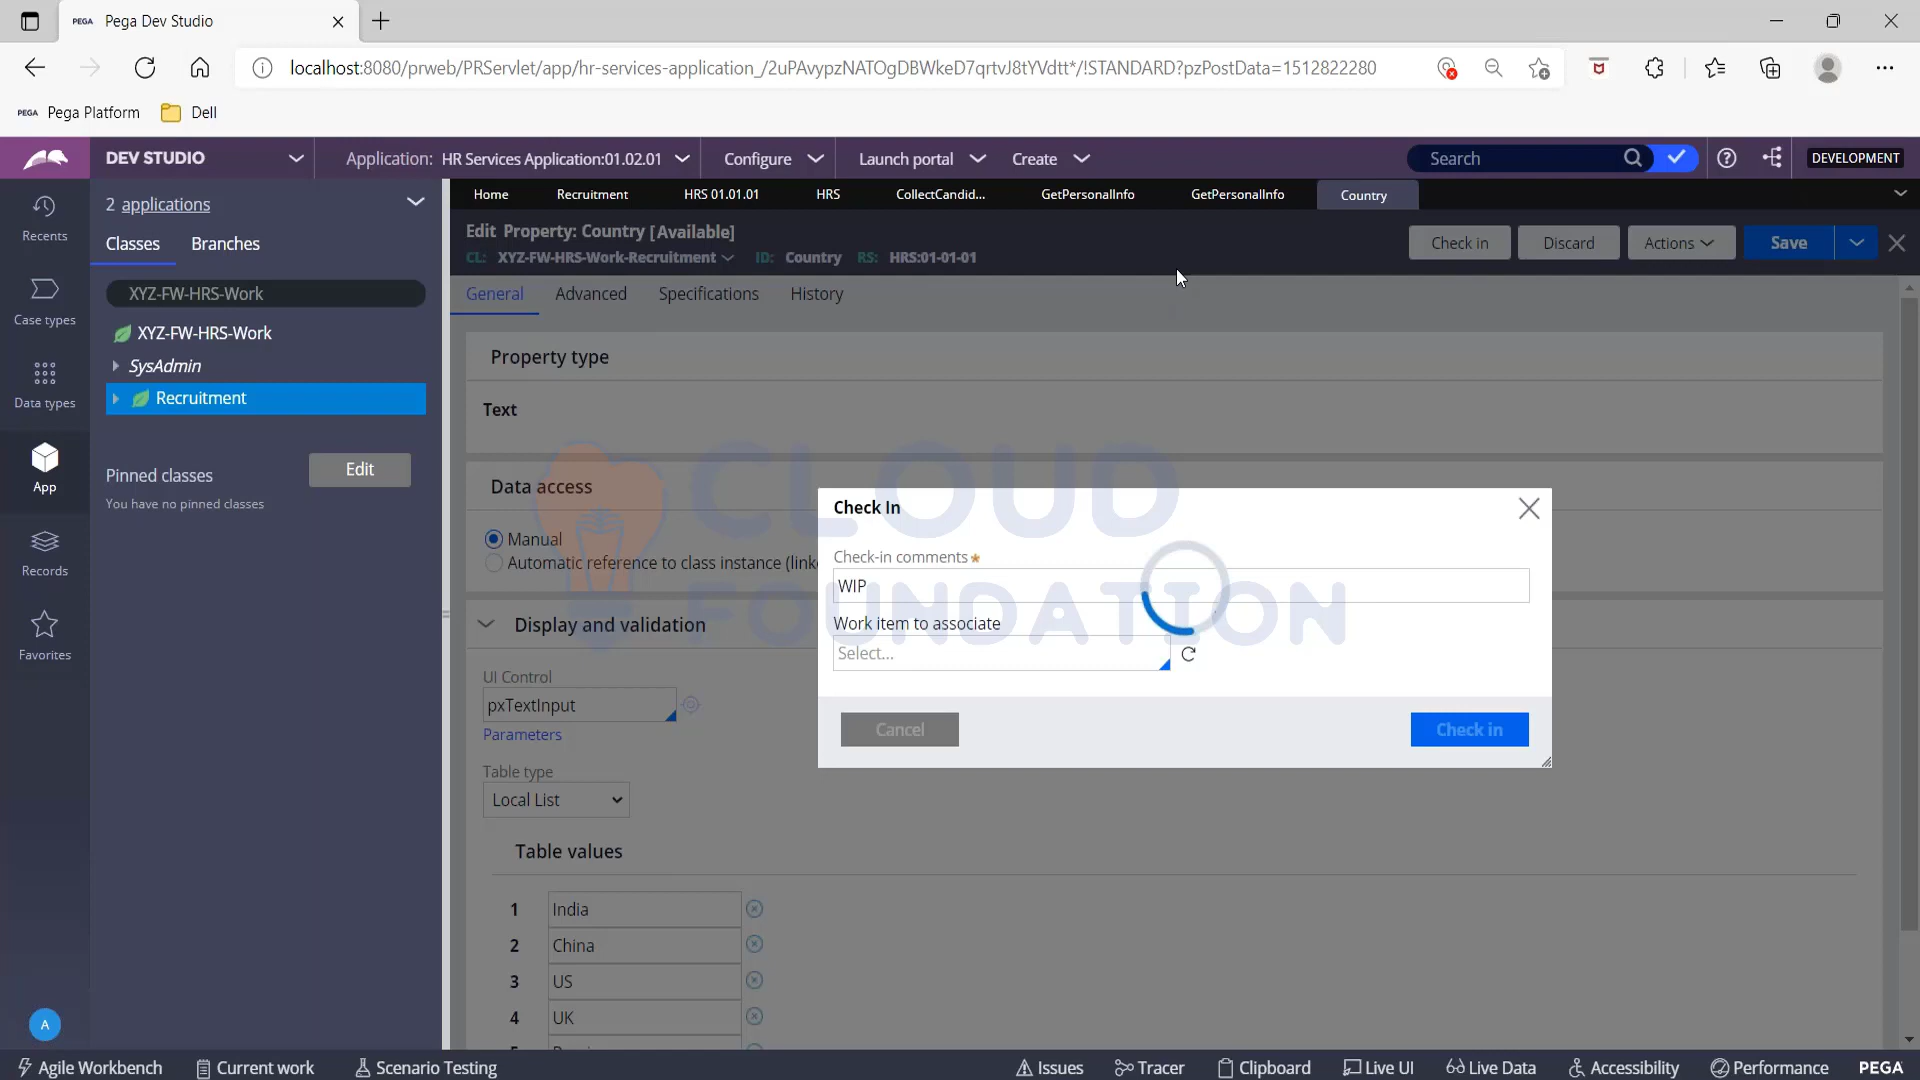 PEGA Pega Dev Studio
localhost:8080/prweb/PRServlet/app/hr-services-application_/2uPAvypzNATOgDBWkeD7qrtvJ8tYVdtt*/!STANDARD?pzPostData=1512822280
PEGA Pega Platform Dell
DEV STUDIO Application: HR Services Application:01.02.01 Configure Launch portal Create Search DEVELOPMENT
Home Recruitment HRS 01.01.01 HRS CollectCandid... GetPersonalInfo GetPersonalInfo Country
Recents
Case types
Data types
App
Records
Favorites
A
2 applications
Classes Branches
XYZ-FW-HRS-Work
XYZ-FW-HRS-Work
SysAdmin
Recruitment
Pinned classes Edit
You have no pinned classes
Edit Property: Country [Available]
CL: XYZ-FW-HRS-Work-Recruitment ID: Country RS: HRS:01-01-01
Check in Discard Actions Save
General Advanced Specifications History
Property type
Text
Data access
Manual
Automatic reference to class instance (link
Display and validation
UI Control
pxTextInput
Parameters
Table type
Local List
Table values
1 India
2 China
3 US
4 UK
CLOUD
FOUNDATION
Check In
Check-in comments*
WIP
Work item to associate
Select...
Cancel Check in
Agile Workbench Current work Scenario Testing Issues Tracer Clipboard Live UI Live Data Accessibility Performance PEGA